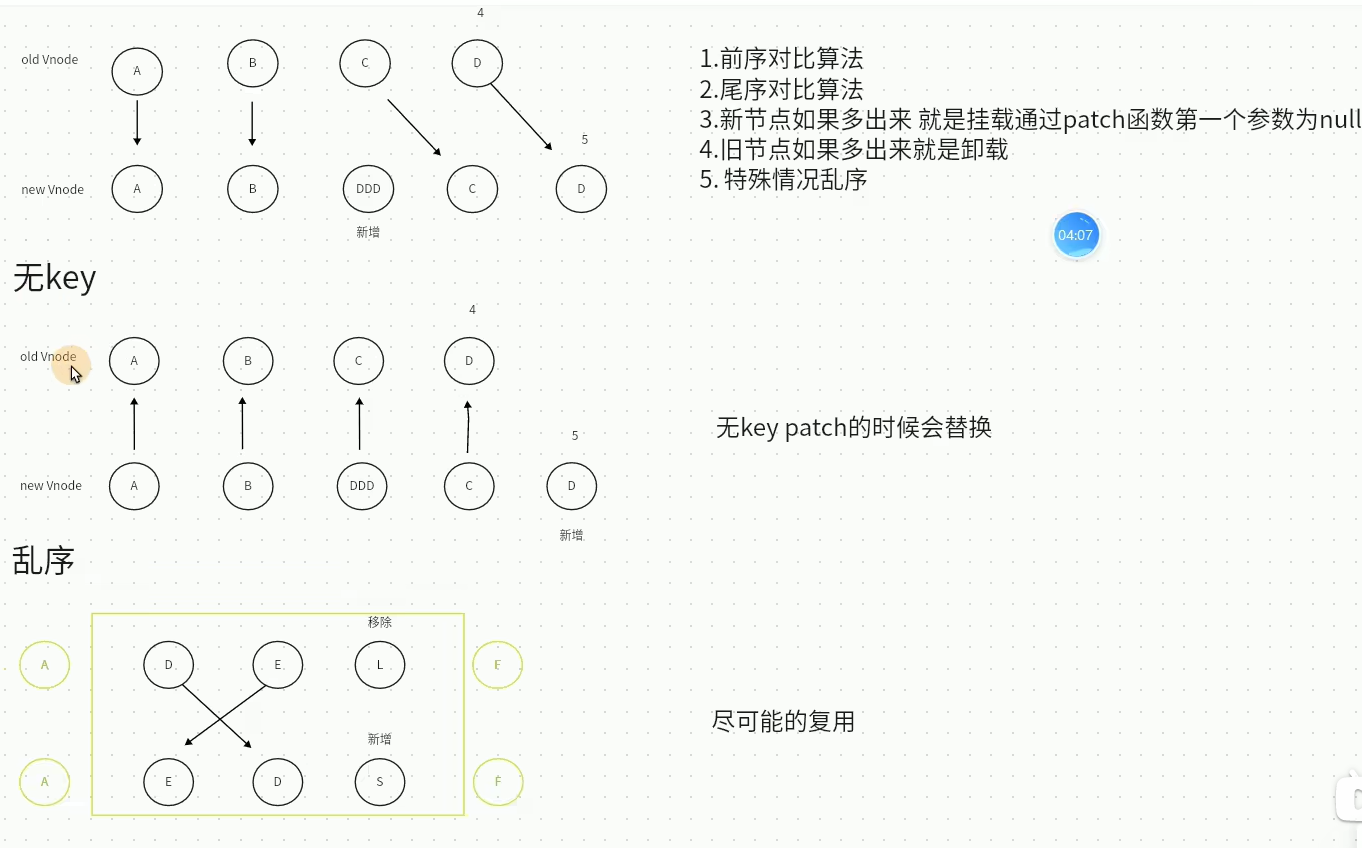 4
old Vnode A B C D
5
new Vnode A B DDD C D
新增
1.前序对比算法
2.尾序对比算法
3.新节点如果多出来 就是挂载通过patch函数第一个参数为null
4.旧节点如果多出来就是卸载
5. 特殊情况乱序
04:07
无key
4
old Vnode A B C D
5
new Vnode A B DDD C D
新增
无key patch的时候会替换
乱序
移除
A D E L F
新增
A E D S F
尽可能的复用